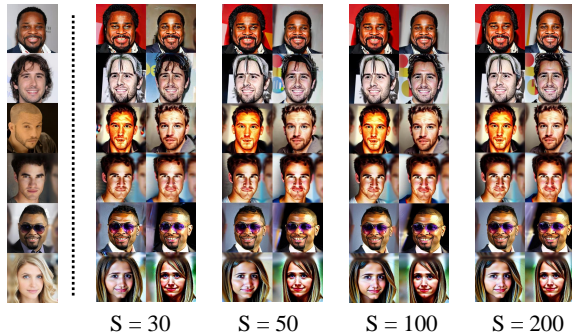 S = 30 S = 50 S = 100 S = 200